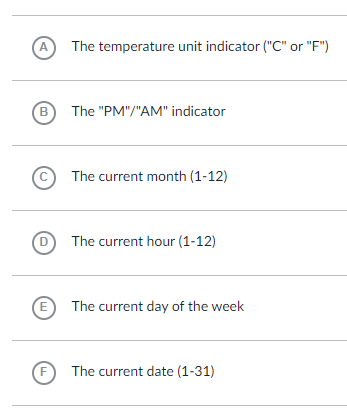 A The temperature unit indicator ("C" or "F")
B The "PM"/"AM" indicator
C The current month (1-12)
D The current hour (1-12)
E The current day of the week
F The current date (1-31)